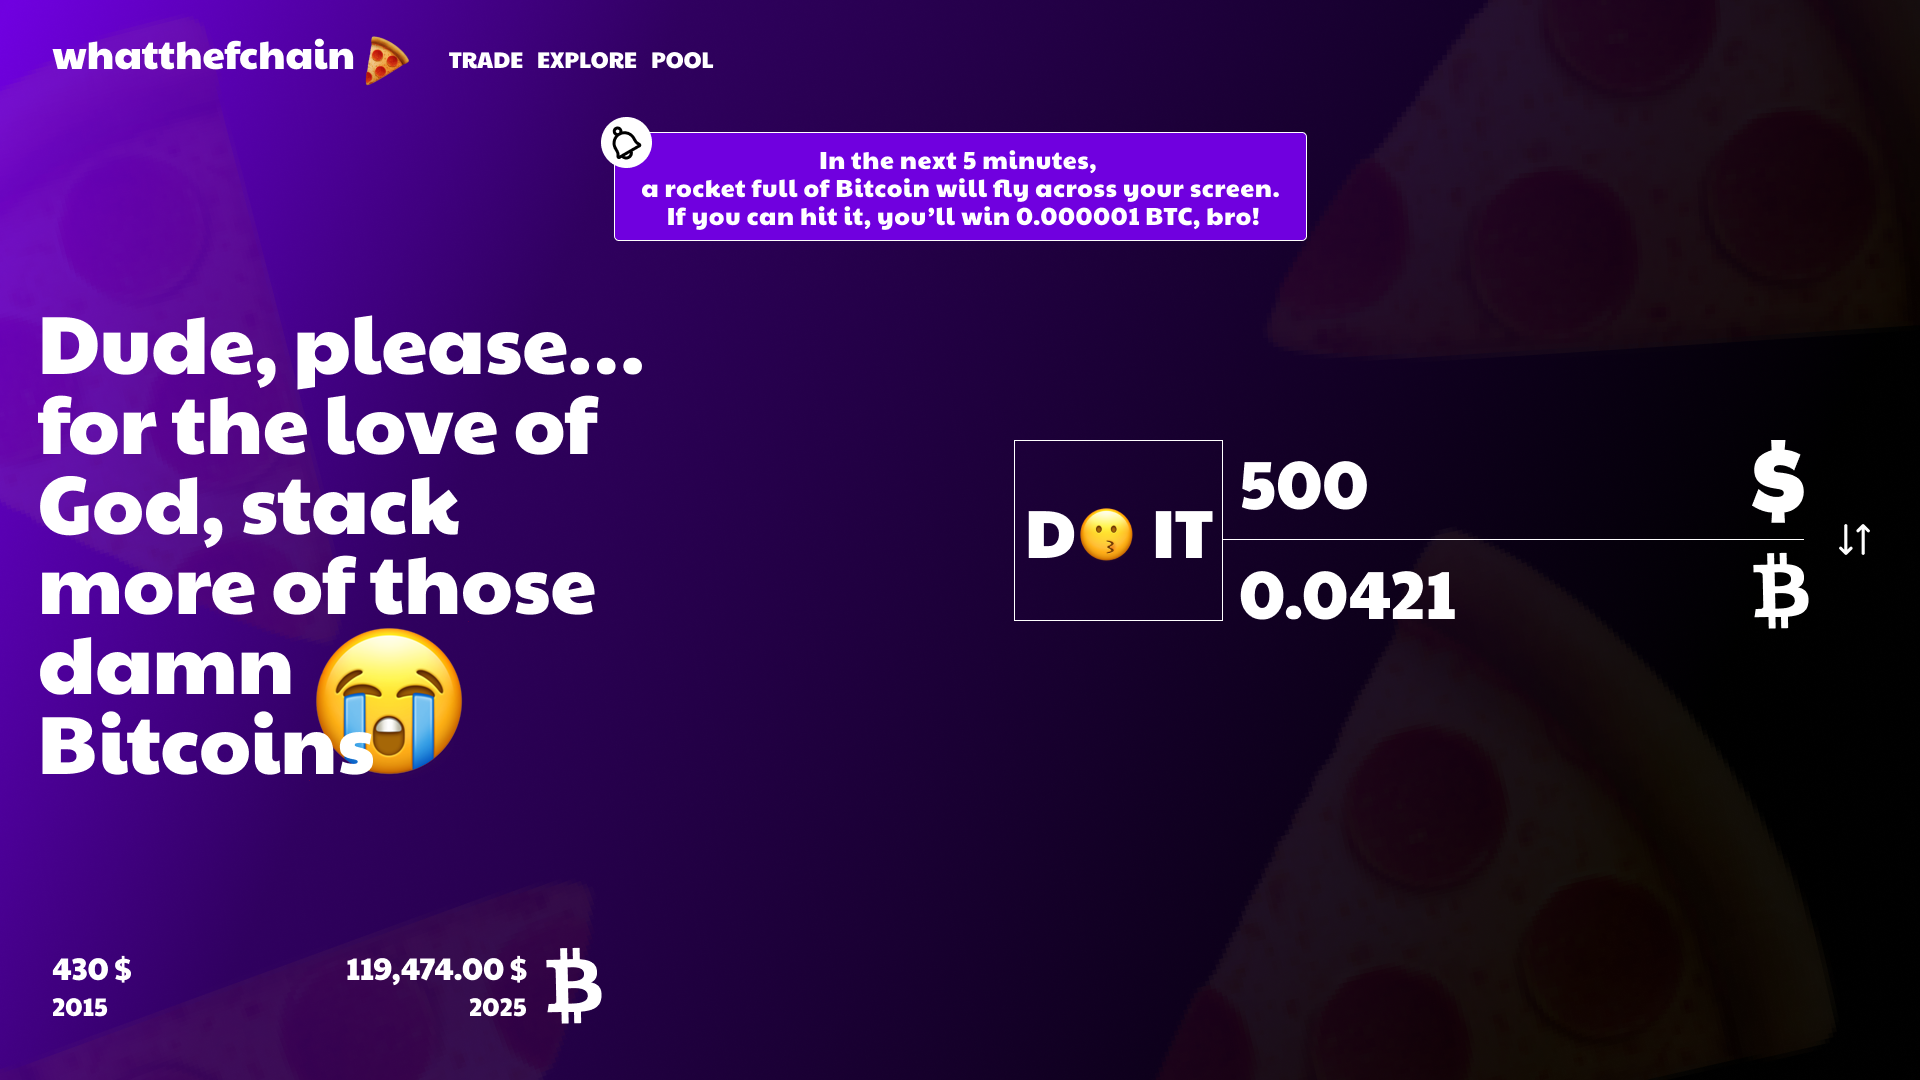 whatthefchain
TRADE EXPLORE POOL
In the next 5 minutes,
a rocket full of Bitcoin will fly across your screen.
If you can hit it, you’ll win 0.000001 BTC, bro!
Dude, please...
for the love of
God, stack
more of those
damn
Bitcoins
D😗 IT
500 $
0.0421 ₿
430 $
2015
119,474.00 $
2025
₿